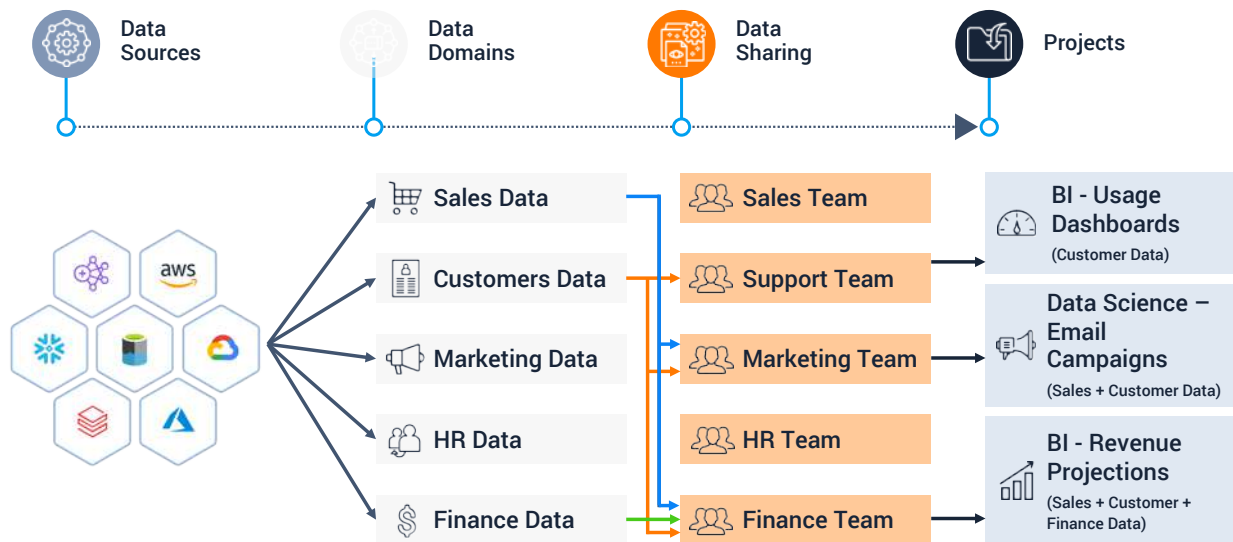 Data
Sources
Data
Domains
Data
Sharing
Projects
aws
Sales Data
Customers Data
Marketing Data
HR Data
Finance Data
Sales Team
Support Team
Marketing Team
HR Team
Finance Team
BI - Usage
Dashboards
(Customer Data)
Data Science –
Email
Campaigns
(Sales + Customer Data)
BI - Revenue
Projections
(Sales + Customer +
Finance Data)